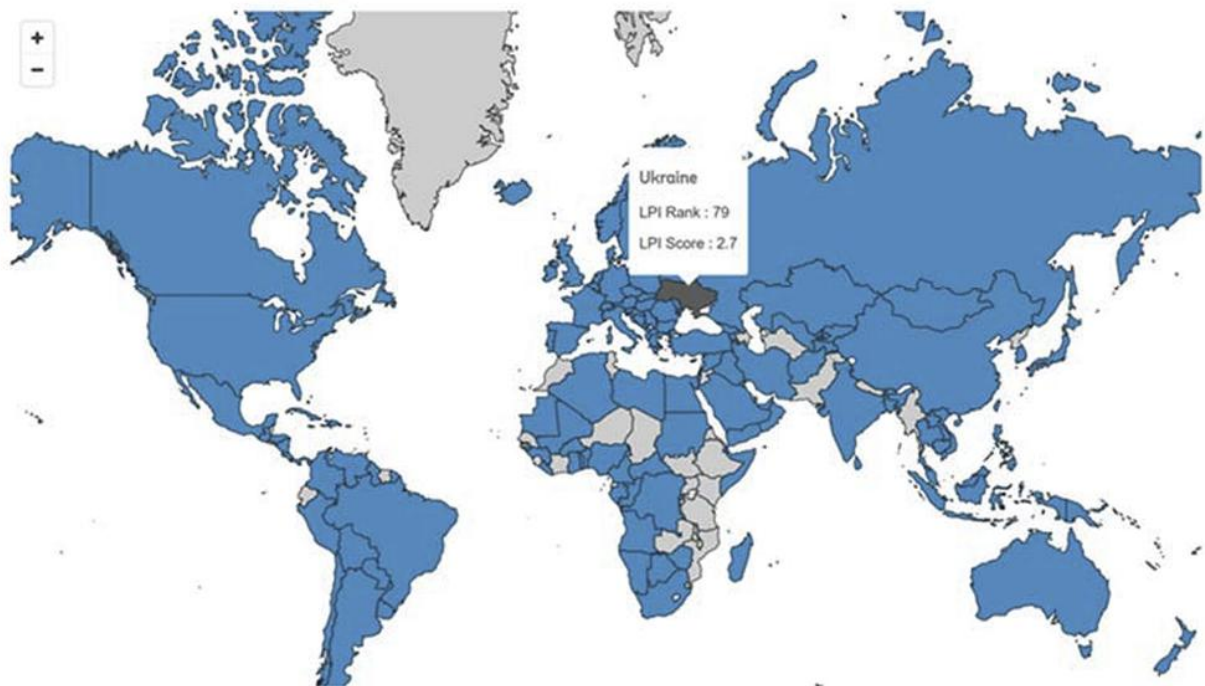 +
−
Ukraine
LPI Rank : 79
LPI Score : 2.7